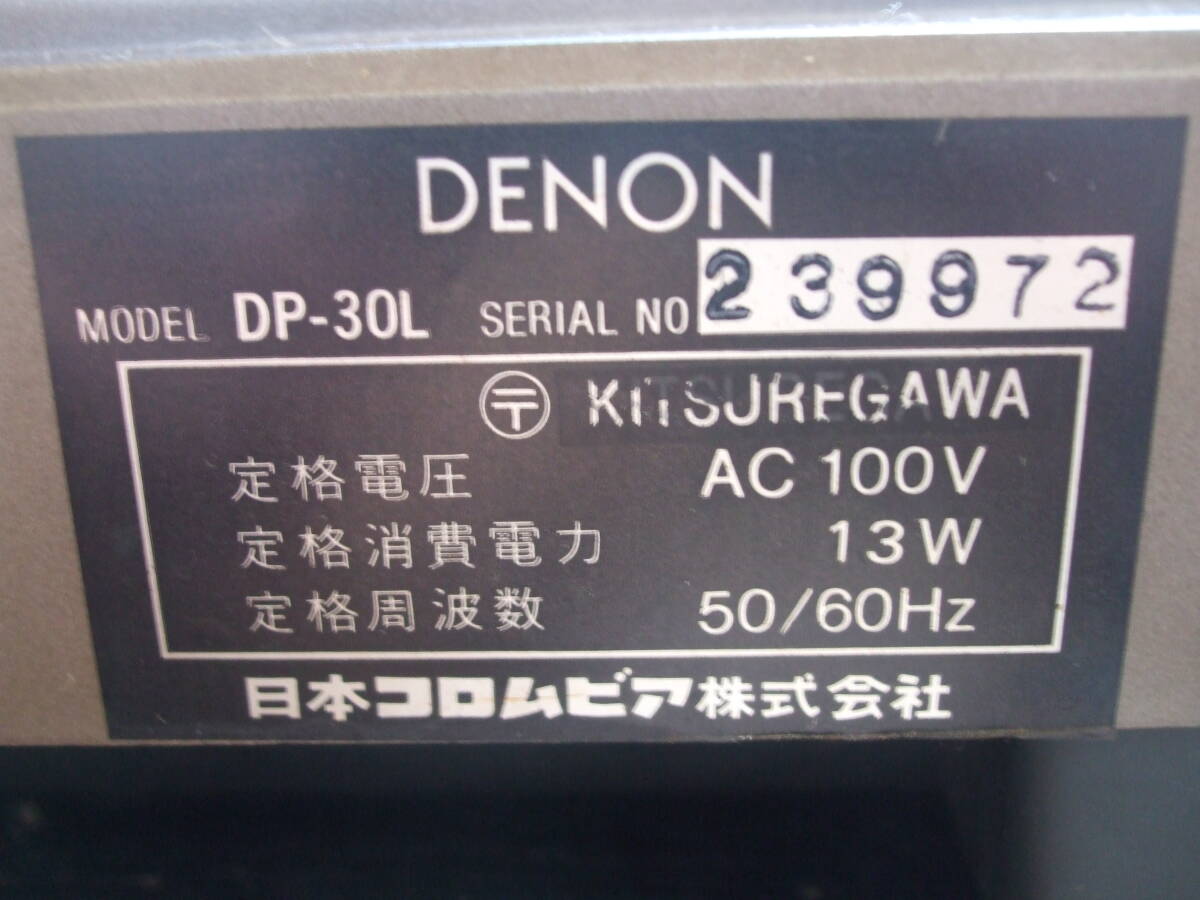 DENON
MODEL DP-30L SERIAL NO 239972
〒 KITSUREGAWA
定格電圧 AC 100V
定格消費電力 13W
定格周波数 50/60Hz
日本コロムビア株式会社